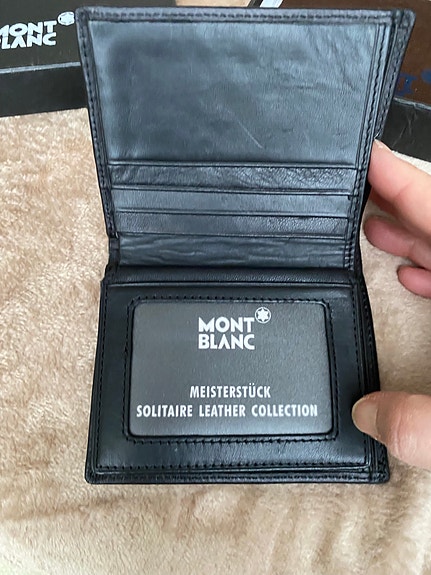 MONT
BLANC
MONT
BLANC
MEISTERSTÜCK
SOLITAIRE LEATHER COLLECTION